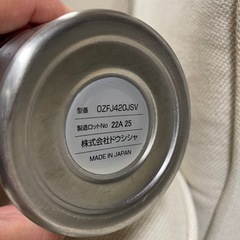 型番 OZFJ420JSV
製造ロットNo 22A 25
株式会社ドウシシャ
MADE IN JAPAN